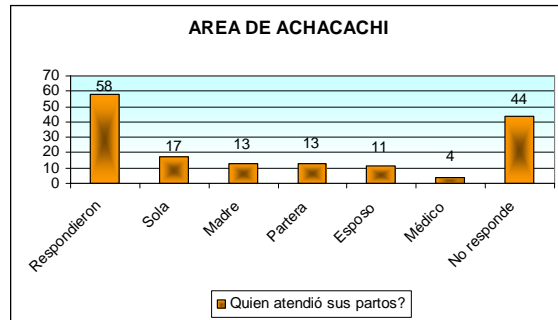 AREA DE ACHACACHI
70
60
50
40
30
20
10
0
58
17
13
13
11
4
44
Respondieron
Sola
Madre
Partera
Esposo
Médico
No responde
Quien atendió sus partos?